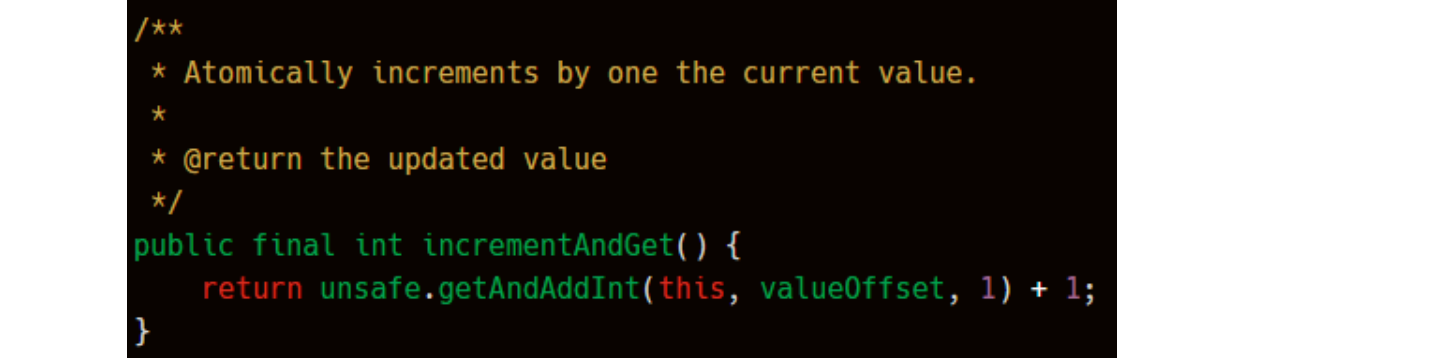 /**
 * Atomically increments by one the current value.
 *
 * @return the updated value
 */
public final int incrementAndGet() {
    return unsafe.getAndAddInt(this, valueOffset, 1) + 1;
}